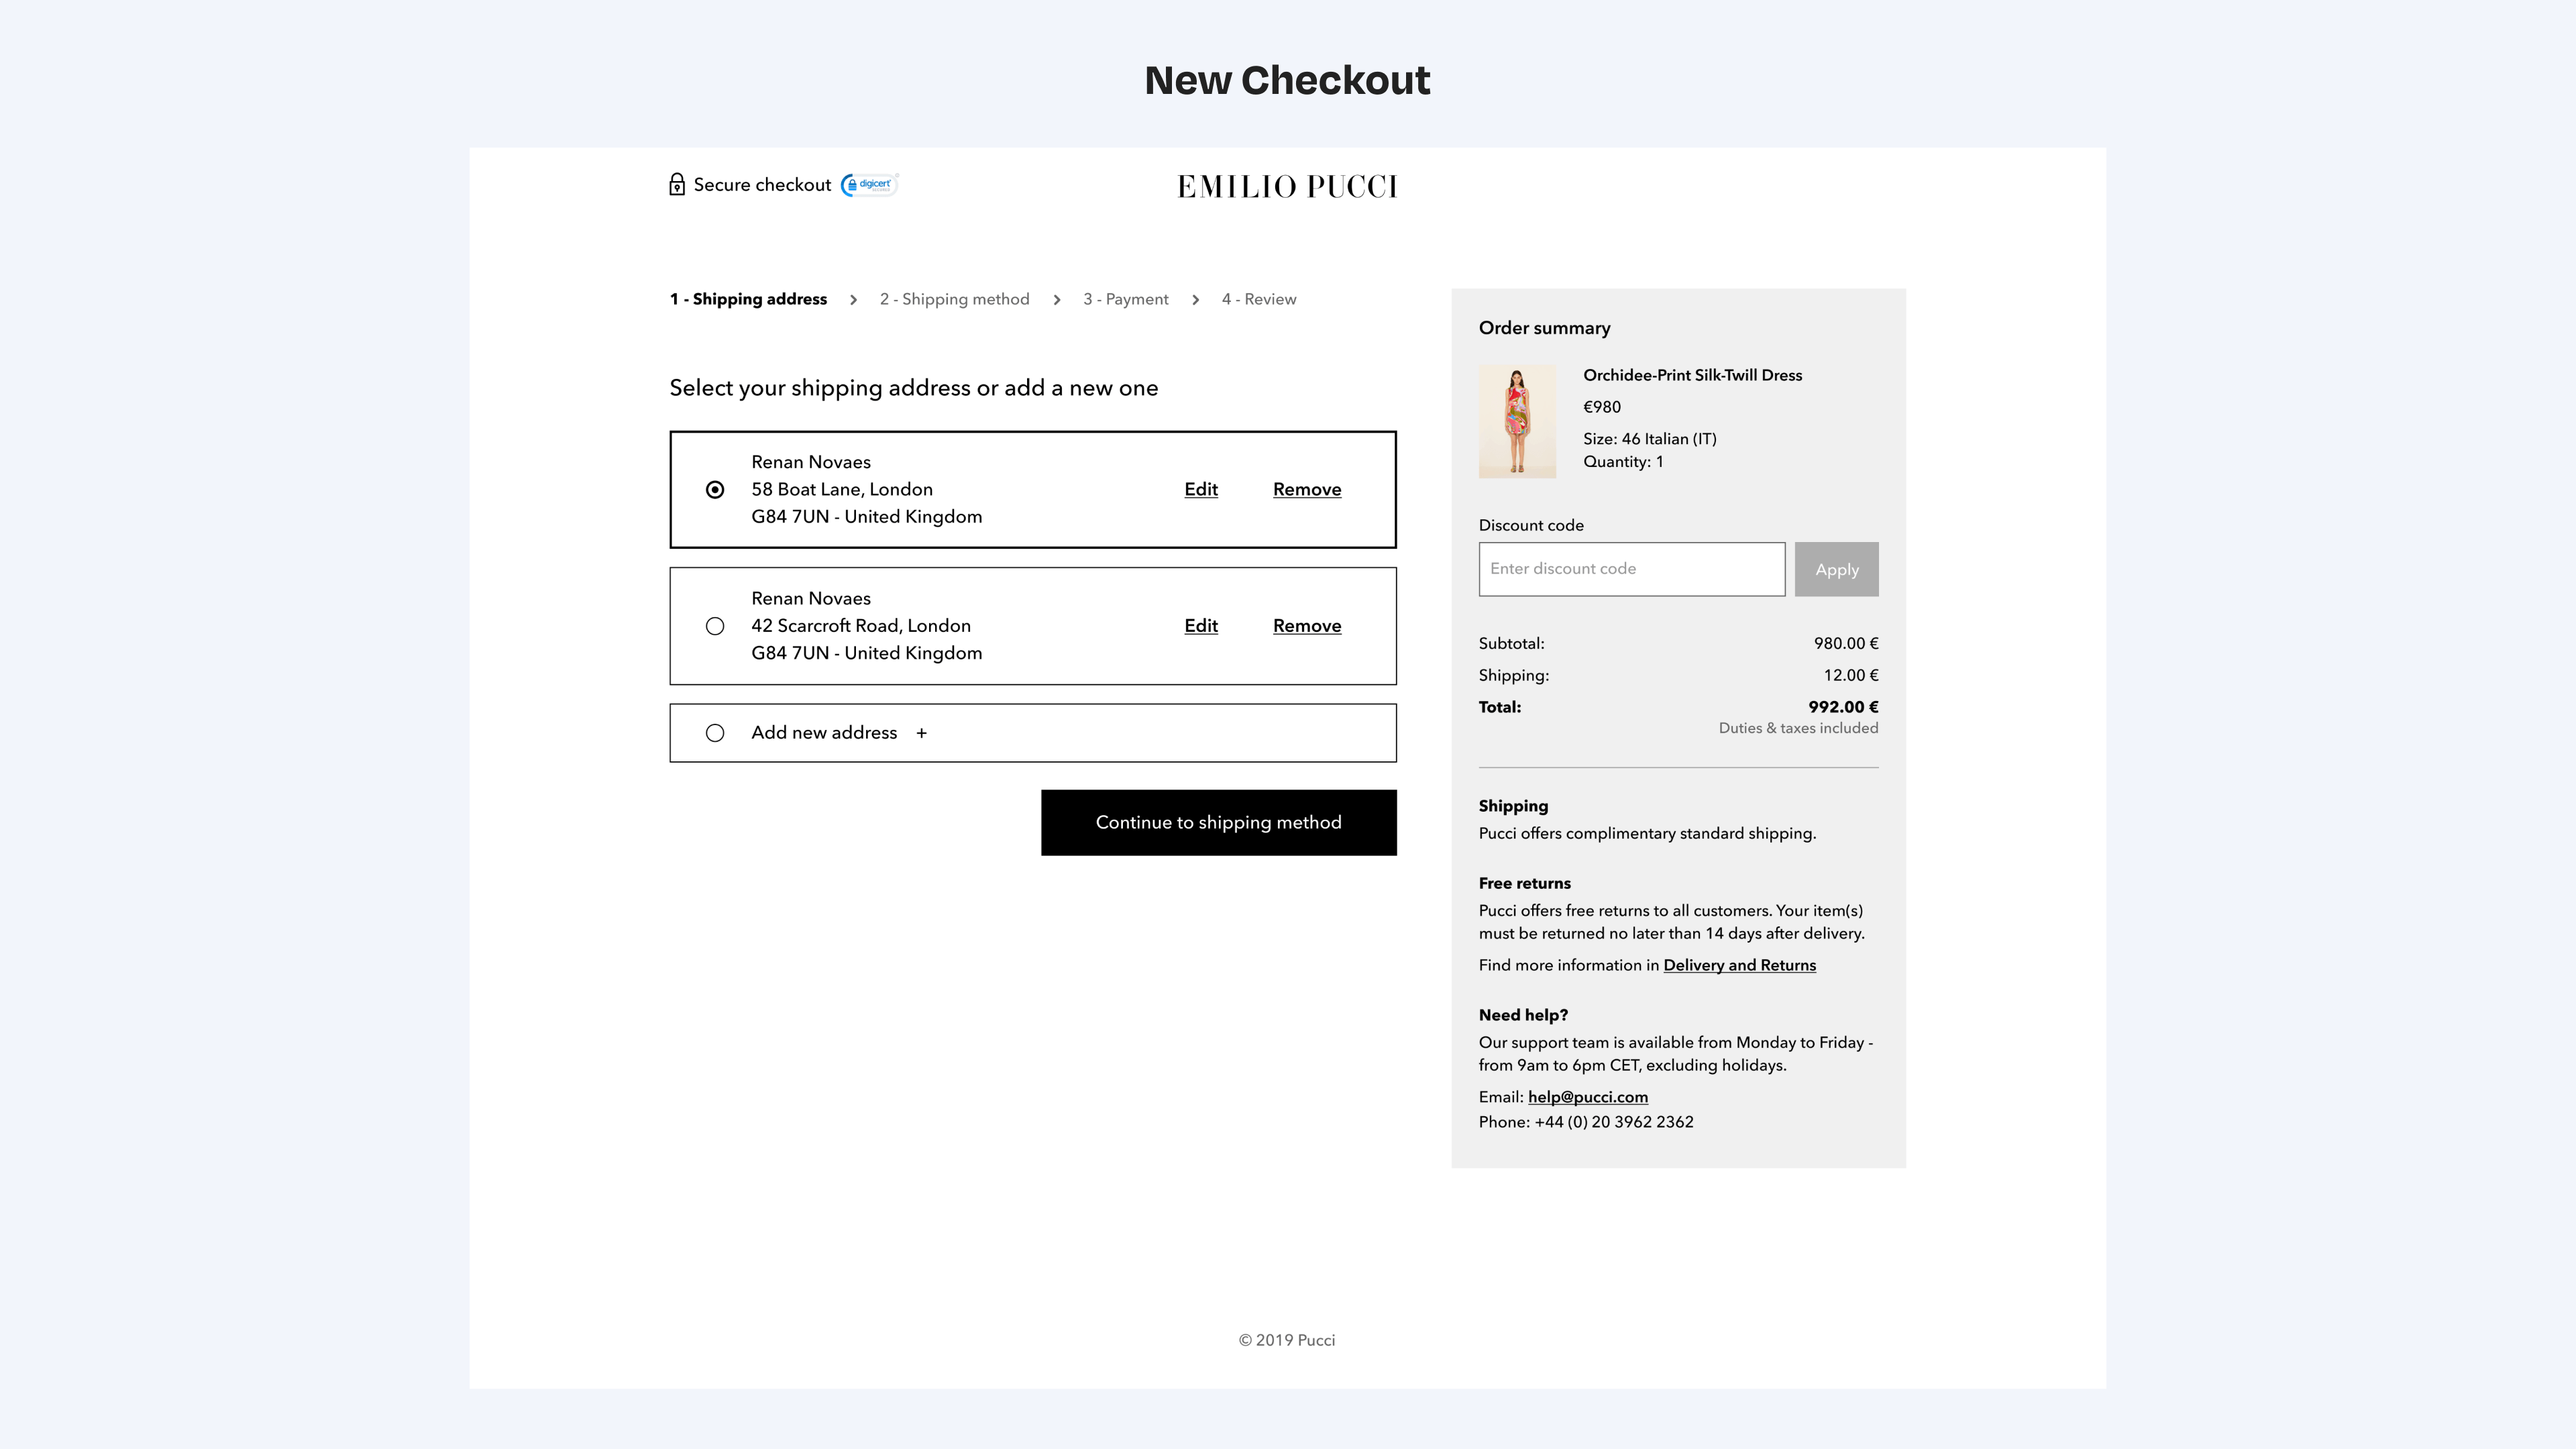 New Checkout
Secure checkout
digicert
EMILIO PUCCI
1 - Shipping address > 2 - Shipping method > 3 - Payment > 4 - Review
Select your shipping address or add a new one
Renan Novaes
58 Boat Lane, London
G84 7UN - United Kingdom
Edit Remove
Renan Novaes
42 Scarcroft Road, London
G84 7UN - United Kingdom
Edit Remove
Add new address +
Continue to shipping method
Order summary
Orchidee-Print Silk-Twill Dress
€980
Size: 46 Italian (IT)
Quantity: 1
Discount code
Enter discount code
Apply
Subtotal: 980.00 €
Shipping: 12.00 €
Total: 992.00 €
Duties & taxes included
Shipping
Pucci offers complimentary standard shipping.
Free returns
Pucci offers free returns to all customers. Your item(s)
must be returned no later than 14 days after delivery.
Find more information in Delivery and Returns
Need help?
Our support team is available from Monday to Friday -
from 9am to 6pm CET, excluding holidays.
Email: help@pucci.com
Phone: +44 (0) 20 3962 2362
© 2019 Pucci